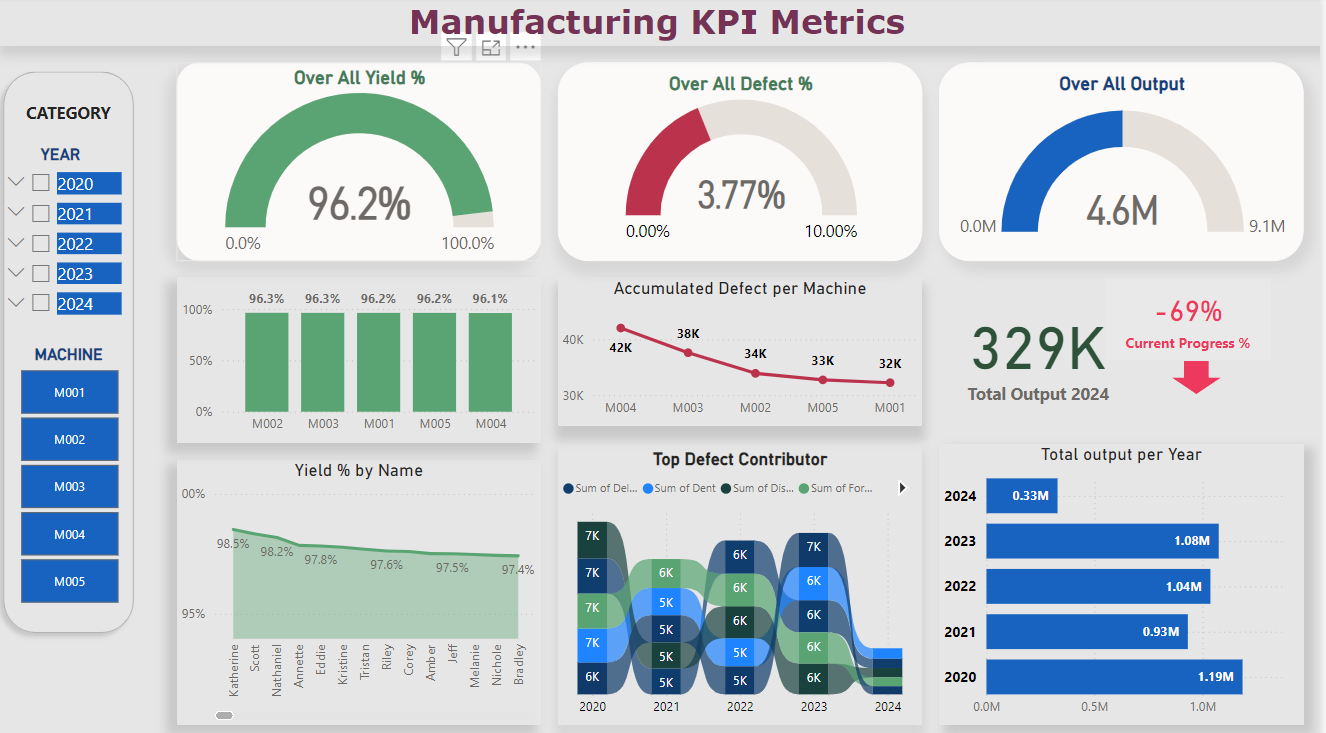 Manufacturing KPI Metrics
CATEGORY
YEAR
2020
2021
2022
2023
2024
MACHINE
M001
M002
M003
M004
M005
Over All Yield %
96.2%
0.0% 100.0%
Over All Defect %
3.77%
0.00% 10.00%
Over All Output
4.6M
0.0M 9.1M
96.3% 96.3% 96.2% 96.2% 96.1%
100%
50%
0%
M002 M003 M001 M005 M004
Accumulated Defect per Machine
40K
30K
42K 38K 34K 33K 32K
M004 M003 M002 M005 M001
329K
Total Output 2024
-69%
Current Progress %
Yield % by Name
00%
95%
98.5% 98.2% 97.8% 97.6% 97.5% 97.4%
Katherine
Scott
Nathaniel
Annette
Eddie
Kristine
Tristan
Riley
Corey
Amber
Jeff
Melanie
Nichole
Bradley
Top Defect Contributor
Sum of Del... Sum of Dent Sum of Dis... Sum of For...
7K 7K 7K 7K 6K
6K 5K 5K 5K 5K
6K 6K 6K 5K 5K
7K 6K 6K 6K 6K
2020 2021 2022 2023 2024
Total output per Year
2024 0.33M
2023 1.08M
2022 1.04M
2021 0.93M
2020 1.19M
0.0M 0.5M 1.0M